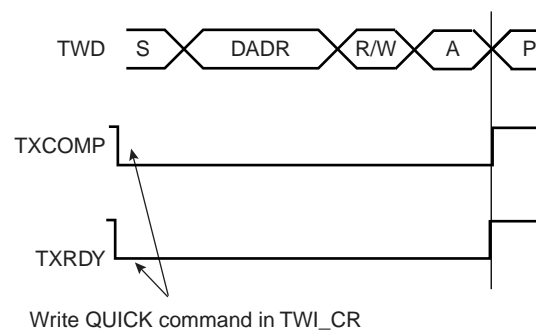 TWD S DADR R/W A P
TXCOMP
TXRDY
Write QUICK command in TWI_CR